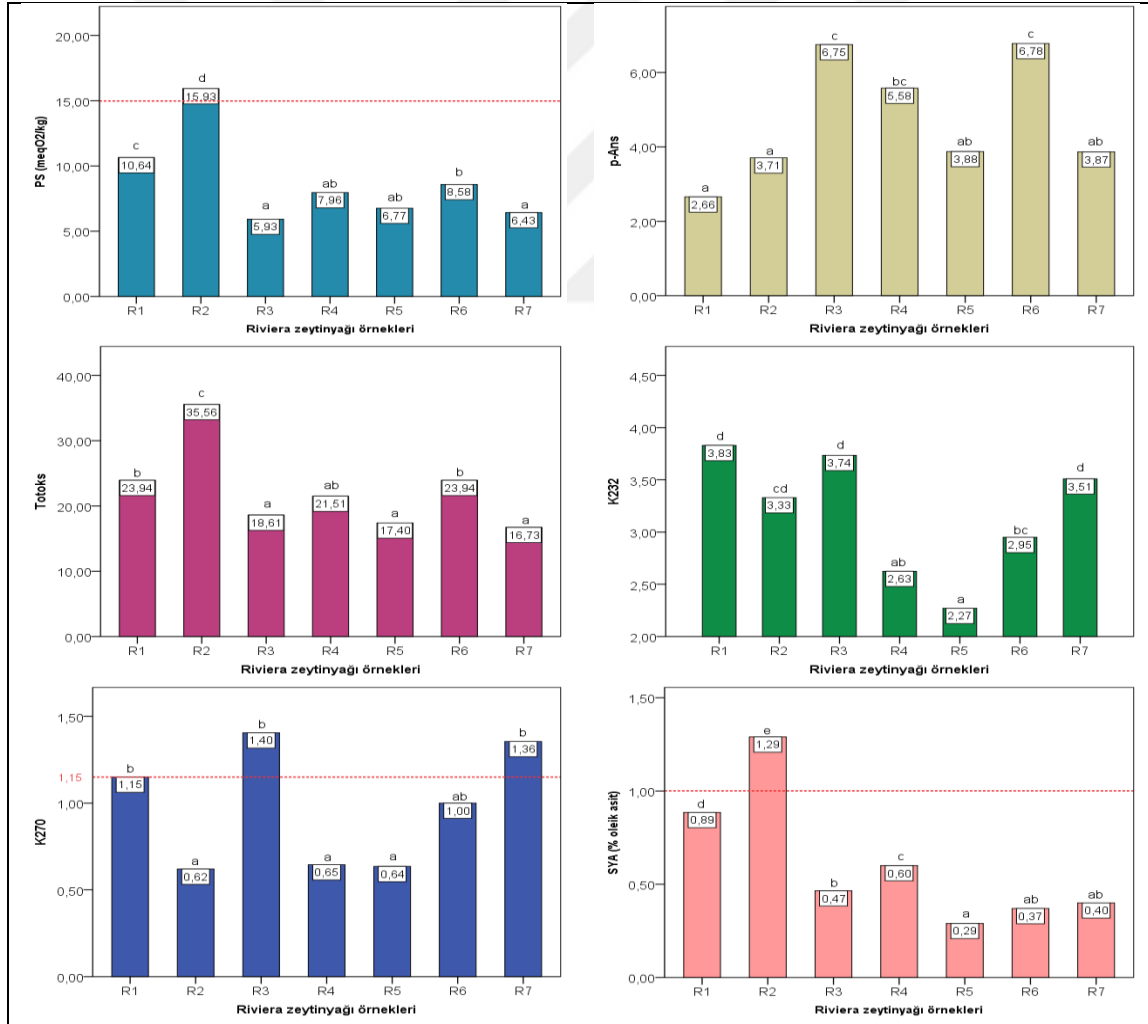 PS (meqO2/kg)
20,00
15,00
10,00
5,00
0,00
c
d
a
ab
ab
b
a
10,64
15,93
5,93
7,96
6,77
8,58
6,43
R1 R2 R3 R4 R5 R6 R7
Riviera zeytinyağı örnekleri
p-Ans
6,00
4,00
2,00
0,00
a
a
c
bc
ab
c
ab
2,66
3,71
6,75
5,58
3,88
6,78
3,87
R1 R2 R3 R4 R5 R6 R7
Riviera zeytinyağı örnekleri
Totoks
40,00
30,00
20,00
10,00
0,00
b
c
a
ab
a
b
a
23,94
35,56
18,61
21,51
17,40
23,94
16,73
R1 R2 R3 R4 R5 R6 R7
Riviera zeytinyağı örnekleri
K232
4,50
4,00
3,50
3,00
2,50
2,00
d
cd
d
ab
a
bc
d
3,83
3,33
3,74
2,63
2,27
2,95
3,51
R1 R2 R3 R4 R5 R6 R7
Riviera zeytinyağı örnekleri
K270
1,50
1,15
1,00
0,50
0,00
b
a
b
a
a
ab
b
1,15
0,62
1,40
0,65
0,64
1,00
1,36
R1 R2 R3 R4 R5 R6 R7
Riviera zeytinyağı örnekleri
SYA (% oleik asit)
1,50
1,00
0,50
0,00
d
e
b
c
a
ab
ab
0,89
1,29
0,47
0,60
0,29
0,37
0,40
R1 R2 R3 R4 R5 R6 R7
Riviera zeytinyağı örnekleri